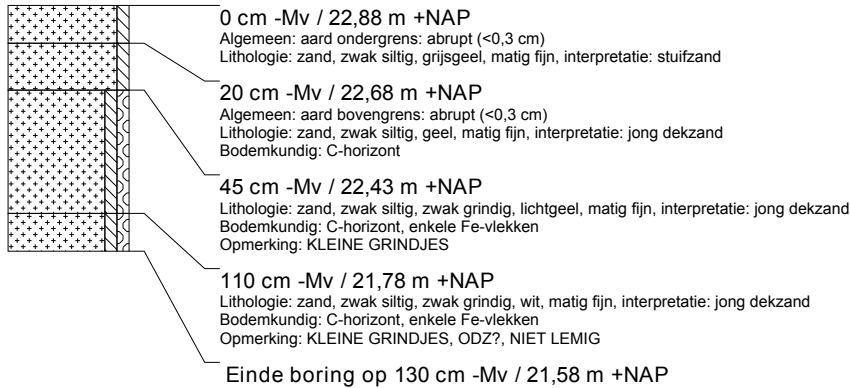 0 cm -Mv / 22,88 m +NAP
Algemeen: aard ondergrens: abrupt (<0,3 cm)
Lithologie: zand, zwak siltig, grijsgeel, matig fijn, interpretatie: stuifzand
20 cm -Mv / 22,68 m +NAP
Algemeen: aard bovengrens: abrupt (<0,3 cm)
Lithologie: zand, zwak siltig, geel, matig fijn, interpretatie: jong dekzand
Bodemkundig: C-horizont
45 cm -Mv / 22,43 m +NAP
Lithologie: zand, zwak siltig, zwak grindig, lichtgeel, matig fijn, interpretatie: jong dekzand
Bodemkundig: C-horizont, enkele Fe-vlekken
Opmerking: KLEINE GRINDJES
110 cm -Mv / 21,78 m +NAP
Lithologie: zand, zwak siltig, zwak grindig, wit, matig fijn, interpretatie: jong dekzand
Bodemkundig: C-horizont, enkele Fe-vlekken
Opmerking: KLEINE GRINDJES, ODZ?, NIET LEMIG
Einde boring op 130 cm -Mv / 21,58 m +NAP